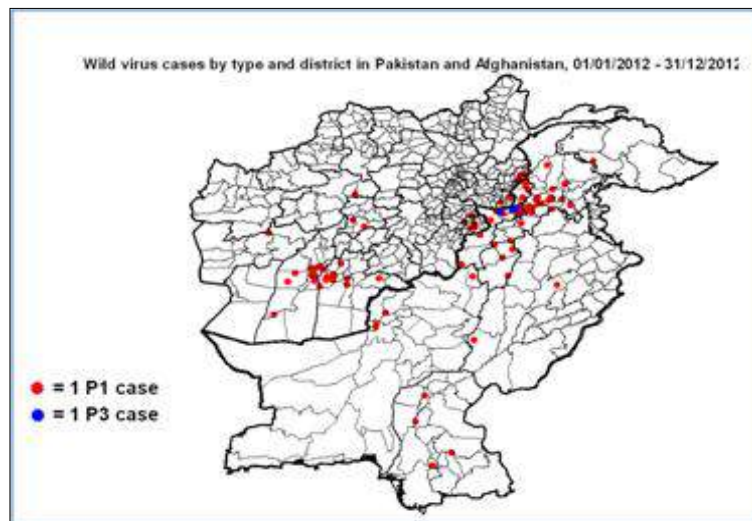 Wild virus cases by type and district in Pakistan and Afghanistan, 01/01/2012 - 31/12/2012
= 1 P1 case
= 1 P3 case